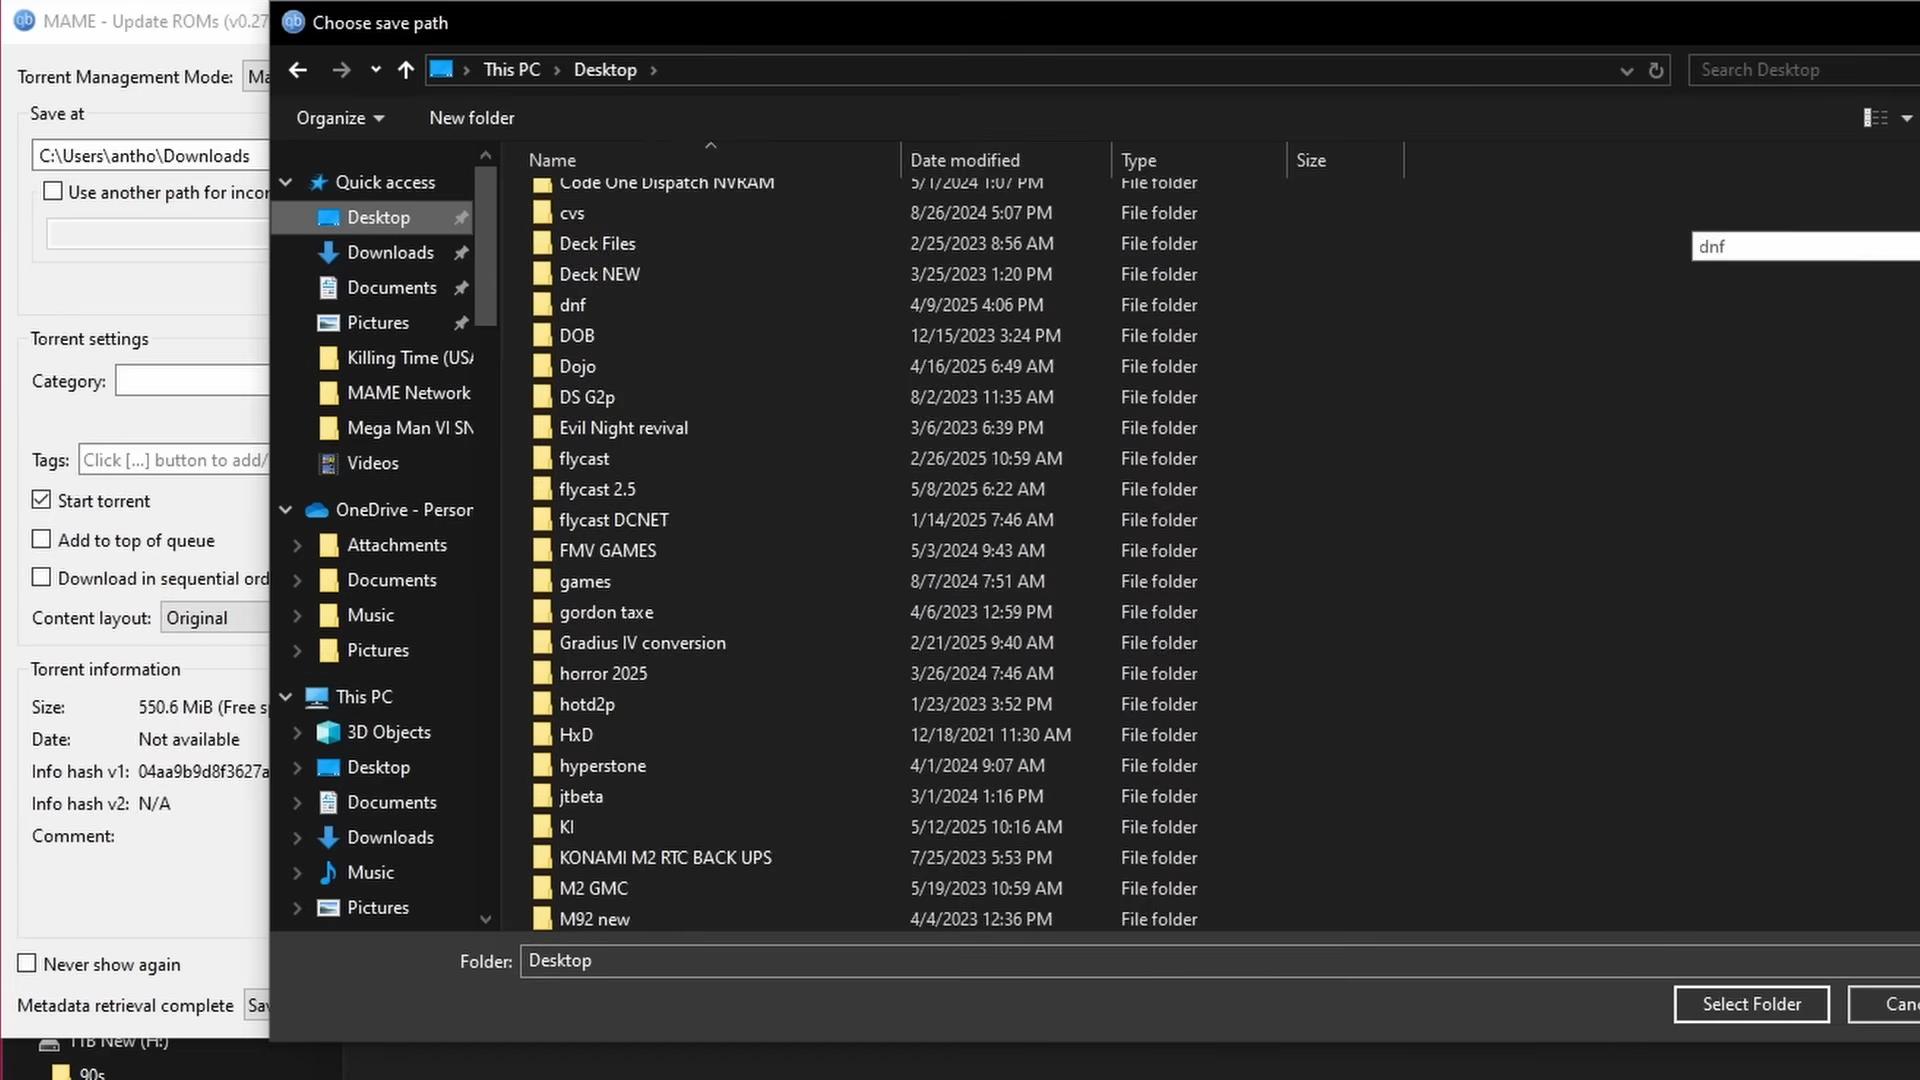 MAME - Update ROMs (v0.27
Torrent Management Mode:
Save at
C:\Users\antho\Downloads
Use another path for incor
Torrent settings
Category:
Tags: Click [...] button to add/
Start torrent
Add to top of queue
Download in sequential ord
Content layout: Original
Torrent information
Size: 550.6 MiB (Free s
Date: Not available
Info hash v1: 04aa9b9d8f3627a
Info hash v2: N/A
Comment:
Never show again
Metadata retrieval complete
1TB New (H:)
90s
Choose save path
This PC > Desktop >
Search Desktop
Organize
New folder
Quick access
Desktop
Downloads
Documents
Pictures
Killing Time (USA
MAME Network
Mega Man VI SN
Videos
OneDrive - Person
Attachments
Documents
Music
Pictures
This PC
3D Objects
Desktop
Documents
Downloads
Music
Pictures
Name Date modified Type Size
Code One Dispatch NVRAM 5/1/2024 1:07 PM File folder
cvs 8/26/2024 5:07 PM File folder
Deck Files 2/25/2023 8:56 AM File folder
Deck NEW 3/25/2023 1:20 PM File folder
dnf 4/9/2025 4:06 PM File folder
DOB 12/15/2023 3:24 PM File folder
Dojo 4/16/2025 6:49 AM File folder
DS G2p 8/2/2023 11:35 AM File folder
Evil Night revival 3/6/2023 6:39 PM File folder
flycast 2/26/2025 10:59 AM File folder
flycast 2.5 5/8/2025 6:22 AM File folder
flycast DCNET 1/14/2025 7:46 AM File folder
FMV GAMES 5/3/2024 9:43 AM File folder
games 8/7/2024 7:51 AM File folder
gordon taxe 4/6/2023 12:59 PM File folder
Gradius IV conversion 2/21/2025 9:40 AM File folder
horror 2025 3/26/2024 7:46 AM File folder
hotd2p 1/23/2023 3:52 PM File folder
HxD 12/18/2021 11:30 AM File folder
hyperstone 4/1/2024 9:07 AM File folder
jtbeta 3/1/2024 1:16 PM File folder
KI 5/12/2025 10:16 AM File folder
KONAMI M2 RTC BACK UPS 7/25/2023 5:53 PM File folder
M2 GMC 5/19/2023 10:59 AM File folder
M92 new 4/4/2023 12:36 PM File folder
dnf
Folder: Desktop
Select Folder
Canc